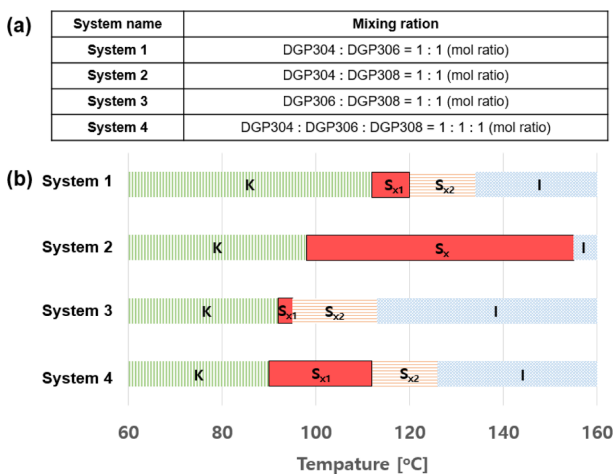 (a)
System name Mixing ration
System 1 DGP304 : DGP306 = 1 : 1 (mol ratio)
System 2 DGP304 : DGP308 = 1 : 1 (mol ratio)
System 3 DGP306 : DGP308 = 1 : 1 (mol ratio)
System 4 DGP304 : DGP306 : DGP308 = 1 : 1 : 1 (mol ratio)
(b)
System 1 K Sx1 Sx2 I
System 2 K Sx I
System 3 K Sx1 Sx2 I
System 4 K Sx1 Sx2 I
60 80 100 120 140 160
Tempature [ºC]